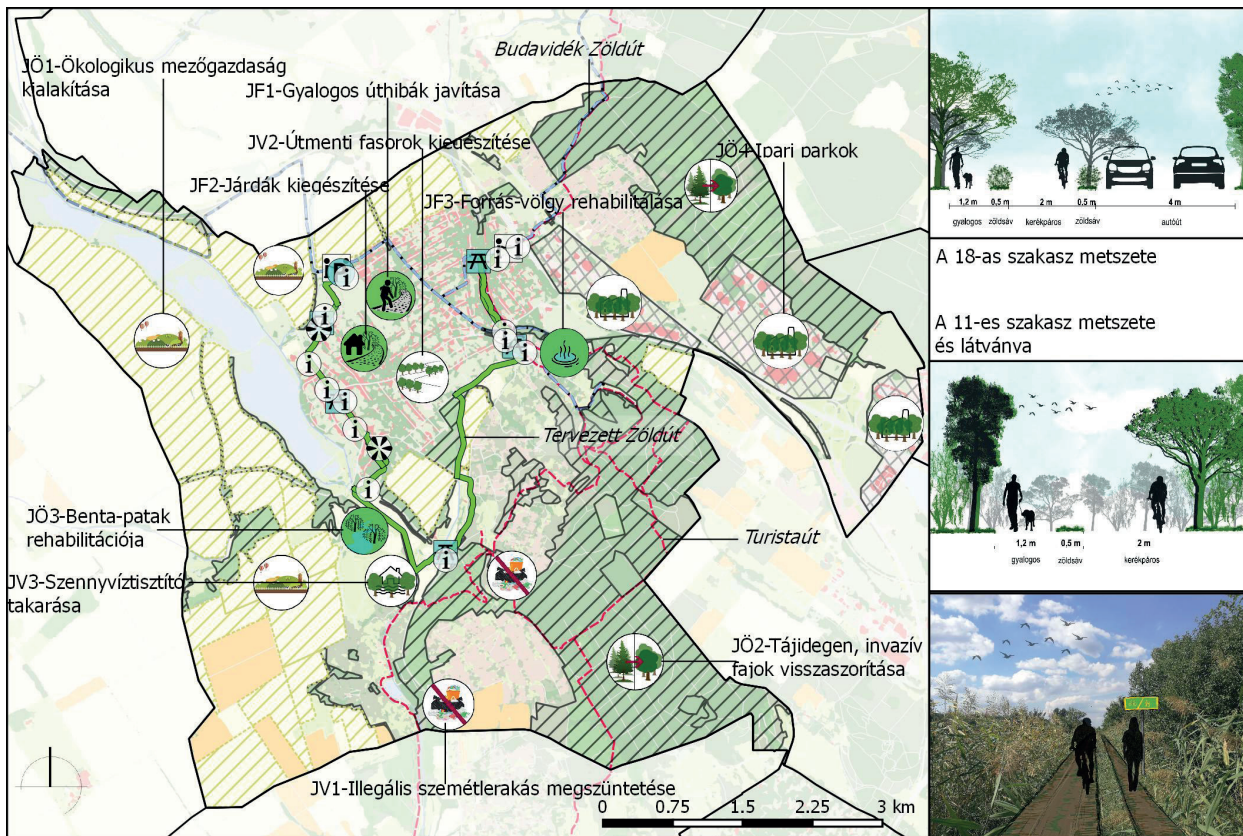 Budavidék Zöldút
JÖ1-Ökologikus mezőgazdaság
kialakítása
JF1-Gyalogos úthibák javítása
JV2-Útmenti fasorok kiegészítése
JF2-Járdák kiegészítése
JÖ4-Ipari parkok
JF3-Forrás-völgy rehabilitálása
Tervezett Zöldút
JÖ3-Benta-patak
rehabilitációja
Turistaút
JV3-Szennyvíztisztító
takarása
JÖ2-Tájidegen, invazív
fajok visszaszorítása
JV1-Illegális szemétlerakás megszüntetése
0 0.75 1.5 2.25 3 km
1,2 m 0,5 m 2 m 0,5 m 4 m
gyalogos zöldsáv kerékpáros zöldsáv autóút
A 18-as szakasz metszete
A 11-es szakasz metszete
és látványa
1,2 m 0,5 m 2 m
gyalogos zöldsáv kerékpáros